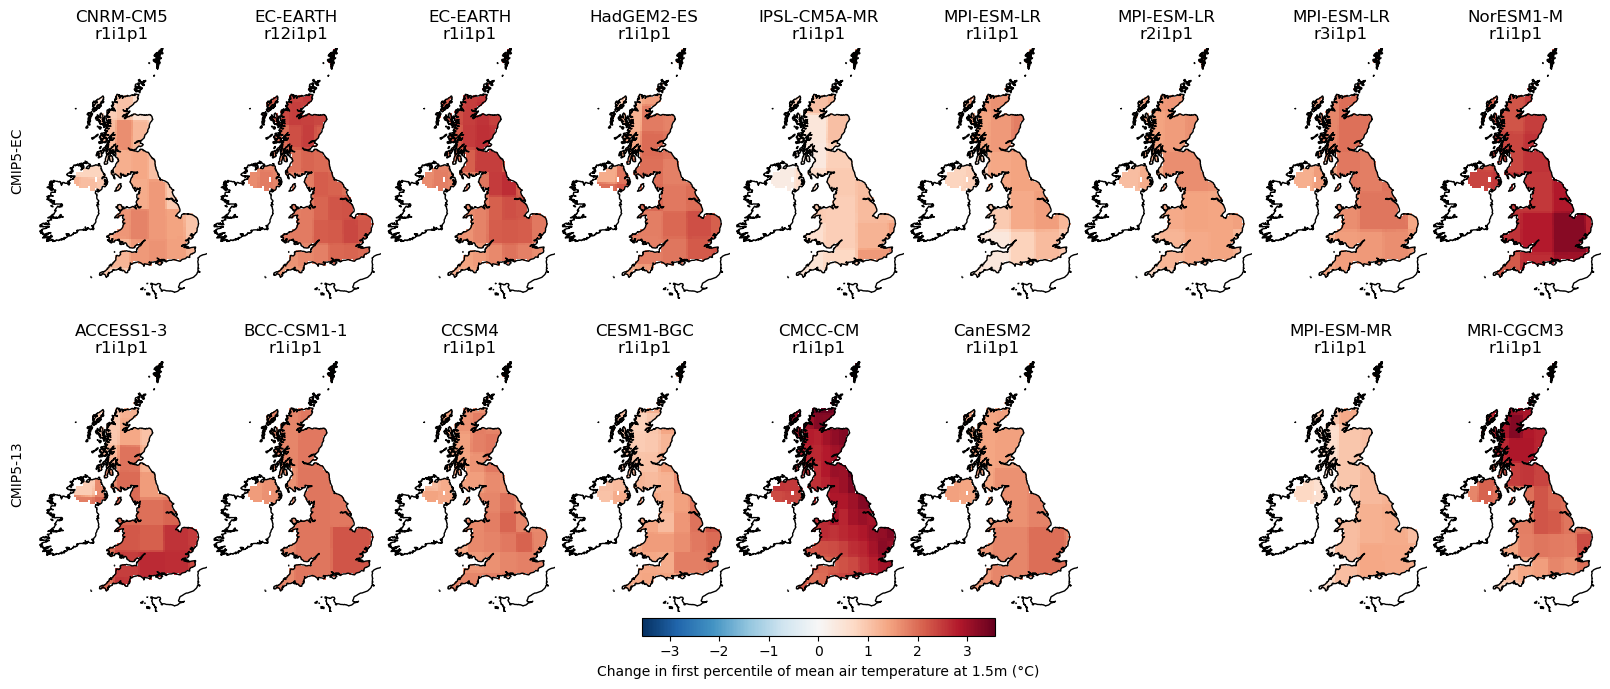 CNRM-CM5
r1i1p1
EC-EARTH
r12i1p1
EC-EARTH
r1i1p1
HadGEM2-ES
r1i1p1
IPSL-CM5A-MR
r1i1p1
MPI-ESM-LR
r1i1p1
MPI-ESM-LR
r2i1p1
MPI-ESM-LR
r3i1p1
NorESM1-M
r1i1p1
CMIP5-EC
ACCESS1-3
r1i1p1
BCC-CSM1-1
r1i1p1
CCSM4
r1i1p1
CESM1-BGC
r1i1p1
CMCC-CM
r1i1p1
CanESM2
r1i1p1
MPI-ESM-MR
r1i1p1
MRI-CGCM3
r1i1p1
CMIP5-13
−3 −2 −1 0 1 2 3
Change in first percentile of mean air temperature at 1.5m (°C)